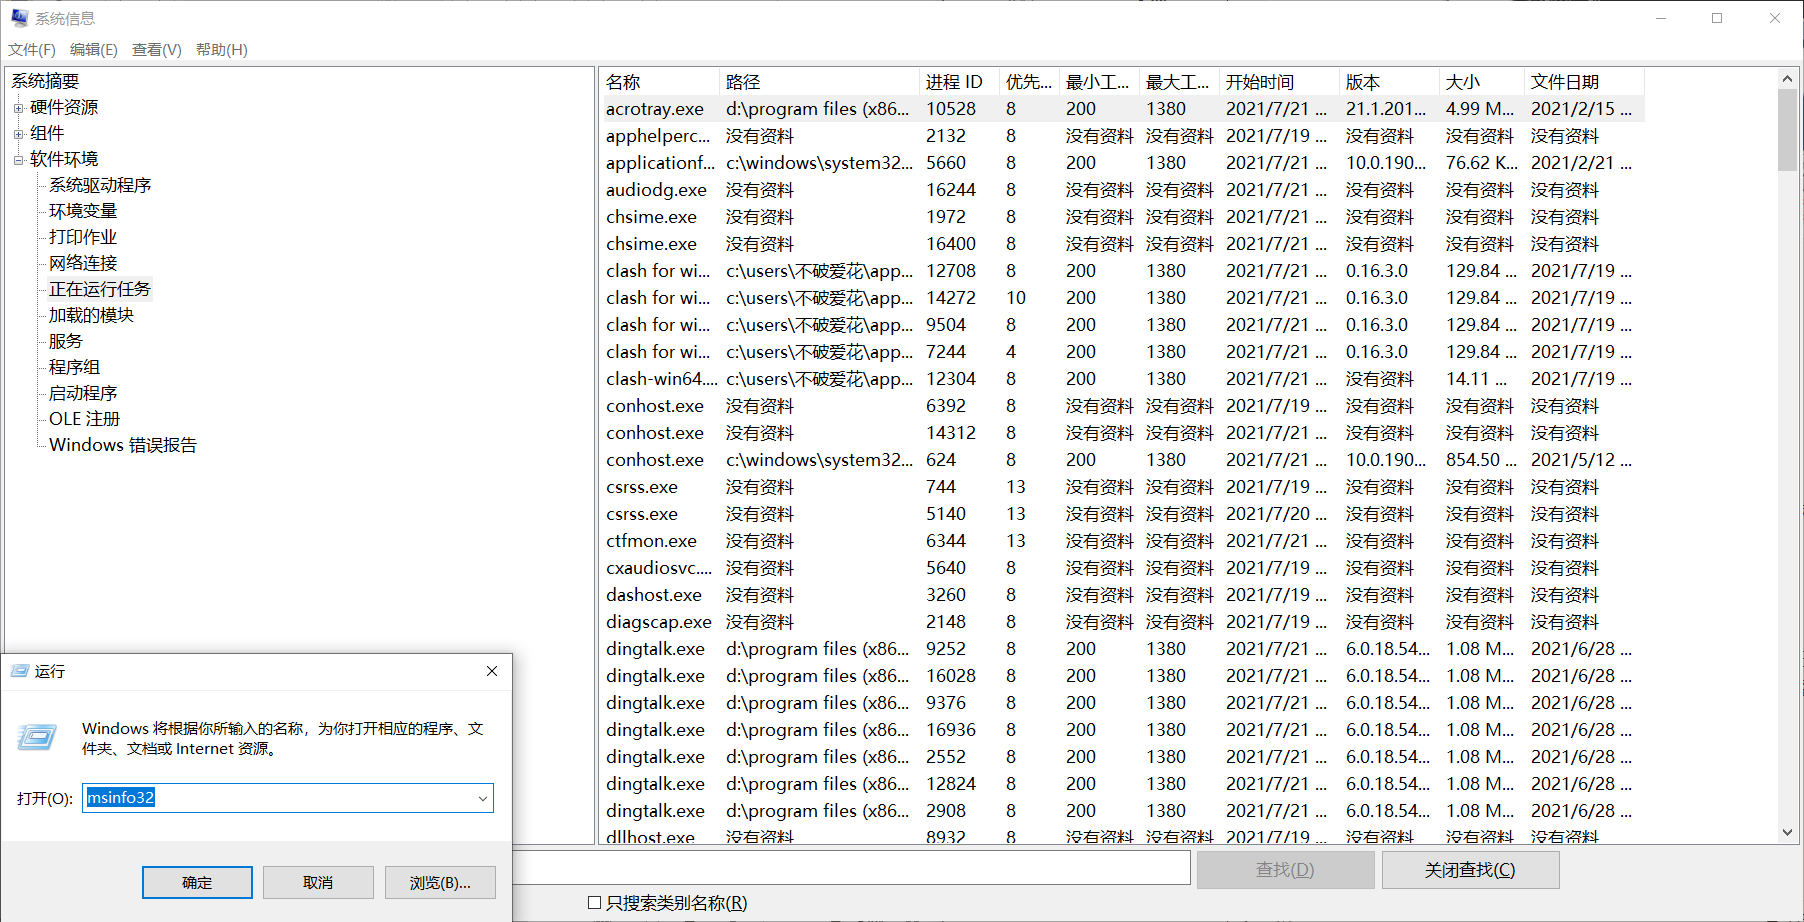 系统信息
文件(F) 编辑(E) 查看(V) 帮助(H)
系统摘要
硬件资源
组件
软件环境
系统驱动程序
环境变量
打印作业
网络连接
正在运行任务
加载的模块
服务
程序组
启动程序
OLE 注册
Windows 错误报告
名称 路径 进程 ID 优先... 最小工... 最大工... 开始时间 版本 大小 文件日期
acrotray.exe d:\program files (x86... 10528 8 200 1380 2021/7/21 ... 21.1.201... 4.99 M... 2021/2/15 ...
apphelperc... 没有资料 2132 8 没有资料 没有资料 2021/7/19 ... 没有资料 没有资料 没有资料
applicationf... c:\windows\system32... 5660 8 200 1380 2021/7/21 ... 10.0.190... 76.62 K... 2021/2/21 ...
audiodg.exe 没有资料 16244 8 没有资料 没有资料 2021/7/21 ... 没有资料 没有资料 没有资料
chsime.exe 没有资料 1972 8 没有资料 没有资料 2021/7/21 ... 没有资料 没有资料 没有资料
chsime.exe 没有资料 16400 8 没有资料 没有资料 2021/7/21 ... 没有资料 没有资料 没有资料
clash for wi... c:\users\不破爱花\app... 12708 8 200 1380 2021/7/21 ... 0.16.3.0 129.84 ... 2021/7/19 ...
clash for wi... c:\users\不破爱花\app... 14272 10 200 1380 2021/7/21 ... 0.16.3.0 129.84 ... 2021/7/19 ...
clash for wi... c:\users\不破爱花\app... 9504 8 200 1380 2021/7/21 ... 0.16.3.0 129.84 ... 2021/7/19 ...
clash for wi... c:\users\不破爱花\app... 7244 4 200 1380 2021/7/21 ... 0.16.3.0 129.84 ... 2021/7/19 ...
clash-win64.... c:\users\不破爱花\app... 12304 8 200 1380 2021/7/21 ... 没有资料 14.11 ... 2021/7/19 ...
conhost.exe 没有资料 6392 8 没有资料 没有资料 2021/7/19 ... 没有资料 没有资料 没有资料
conhost.exe 没有资料 14312 8 没有资料 没有资料 2021/7/21 ... 没有资料 没有资料 没有资料
conhost.exe c:\windows\system32... 624 8 200 1380 2021/7/21 ... 10.0.190... 854.50 ... 2021/5/12 ...
csrss.exe 没有资料 744 13 没有资料 没有资料 2021/7/19 ... 没有资料 没有资料 没有资料
csrss.exe 没有资料 5140 13 没有资料 没有资料 2021/7/20 ... 没有资料 没有资料 没有资料
ctfmon.exe 没有资料 6344 13 没有资料 没有资料 2021/7/21 ... 没有资料 没有资料 没有资料
cxaudiosvc.... 没有资料 5640 8 没有资料 没有资料 2021/7/19 ... 没有资料 没有资料 没有资料
dashost.exe 没有资料 3260 8 没有资料 没有资料 2021/7/19 ... 没有资料 没有资料 没有资料
diagscap.exe 没有资料 2148 8 没有资料 没有资料 2021/7/19 ... 没有资料 没有资料 没有资料
dingtalk.exe d:\program files (x86... 9252 8 200 1380 2021/7/21 ... 6.0.18.54... 1.08 M... 2021/6/28 ...
dingtalk.exe d:\program files (x86... 16028 8 200 1380 2021/7/21 ... 6.0.18.54... 1.08 M... 2021/6/28 ...
dingtalk.exe d:\program files (x86... 9376 8 200 1380 2021/7/21 ... 6.0.18.54... 1.08 M... 2021/6/28 ...
dingtalk.exe d:\program files (x86... 16936 8 200 1380 2021/7/21 ... 6.0.18.54... 1.08 M... 2021/6/28 ...
dingtalk.exe d:\program files (x86... 2552 8 200 1380 2021/7/21 ... 6.0.18.54... 1.08 M... 2021/6/28 ...
dingtalk.exe d:\program files (x86... 12824 8 200 1380 2021/7/21 ... 6.0.18.54... 1.08 M... 2021/6/28 ...
dingtalk.exe d:\program files (x86... 2908 8 200 1380 2021/7/21 ... 6.0.18.54... 1.08 M... 2021/6/28 ...
dllhost.exe 没有资料 8932 8 没有资料 没有资料 2021/7/19 ... 没有资料 没有资料 没有资料
查找(D) 关闭查找(C)
只搜索类别名称(R)
运行
Windows 将根据你所输入的名称，为你打开相应的程序、文
件夹、文档或 Internet 资源。
打开(O): msinfo32
确定 取消 浏览(B)...